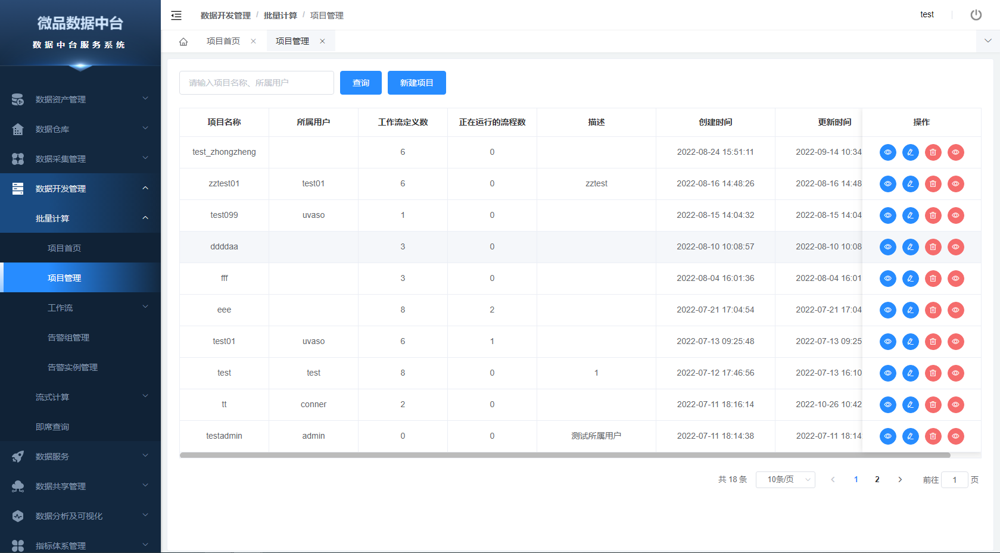 微品数据中台
数据中台服务系统
数据资产管理
数据仓库
数据采集管理
数据开发管理
批量计算
项目首页
项目管理
工作流
告警组管理
告警实例管理
流式计算
即席查询
数据服务
数据共享管理
数据分析及可视化
指标体系管理
数据开发管理 / 批量计算 / 项目管理
test
项目首页
项目管理
请输入项目名称、所属用户
查询
新建项目
项目名称 所属用户 工作流定义数 正在运行的流程数 描述 创建时间 更新时间 操作
test_zhongzheng 6 0 2022-08-24 15:51:11 2022-09-14 10:34
zztest01 test01 6 0 zztest 2022-08-16 14:48:26 2022-08-16 14:48
test099 uvaso 1 0 2022-08-15 14:04:32 2022-08-15 14:04
ddddaa 3 0 2022-08-10 10:08:57 2022-08-10 10:08
fff 3 0 2022-08-04 16:01:36 2022-08-04 16:01
eee 8 2 2022-07-21 17:04:54 2022-07-21 17:04
test01 uvaso 6 1 2022-07-13 09:25:48 2022-07-13 09:25
test test 8 0 1 2022-07-12 17:46:56 2022-07-13 16:10
tt conner 2 0 2022-07-11 18:16:14 2022-10-26 10:42
testadmin admin 0 0 测试所属用户 2022-07-11 18:14:38 2022-07-11 18:14
共 18 条 10条/页 1 2 前往 1 页